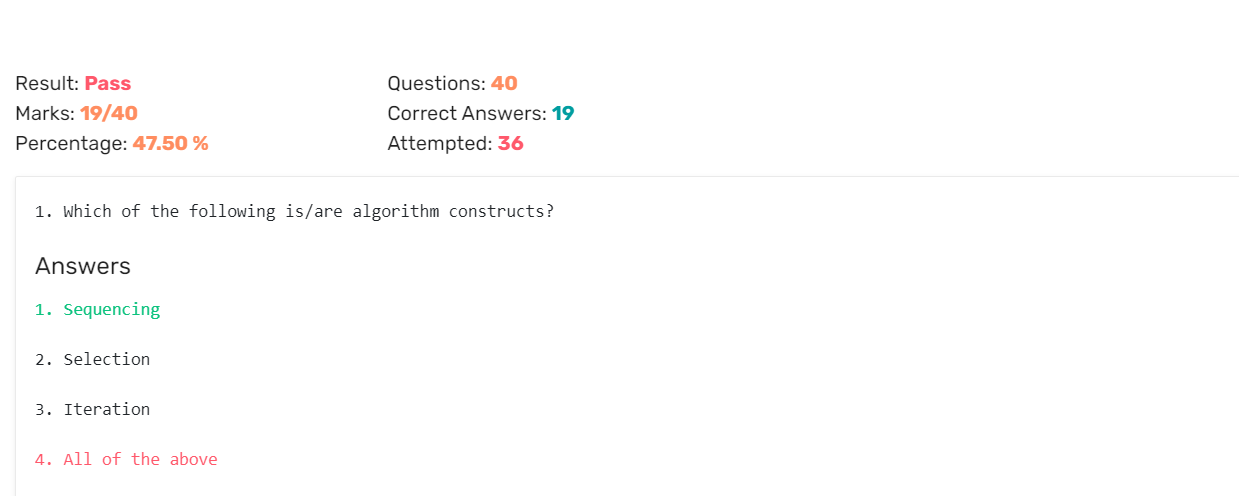 Result: Pass
Questions: 40
Marks: 19/40
Correct Answers: 19
Percentage: 47.50 %
Attempted: 36
1. Which of the following is/are algorithm constructs?
Answers
1. Sequencing
2. Selection
3. Iteration
4. All of the above